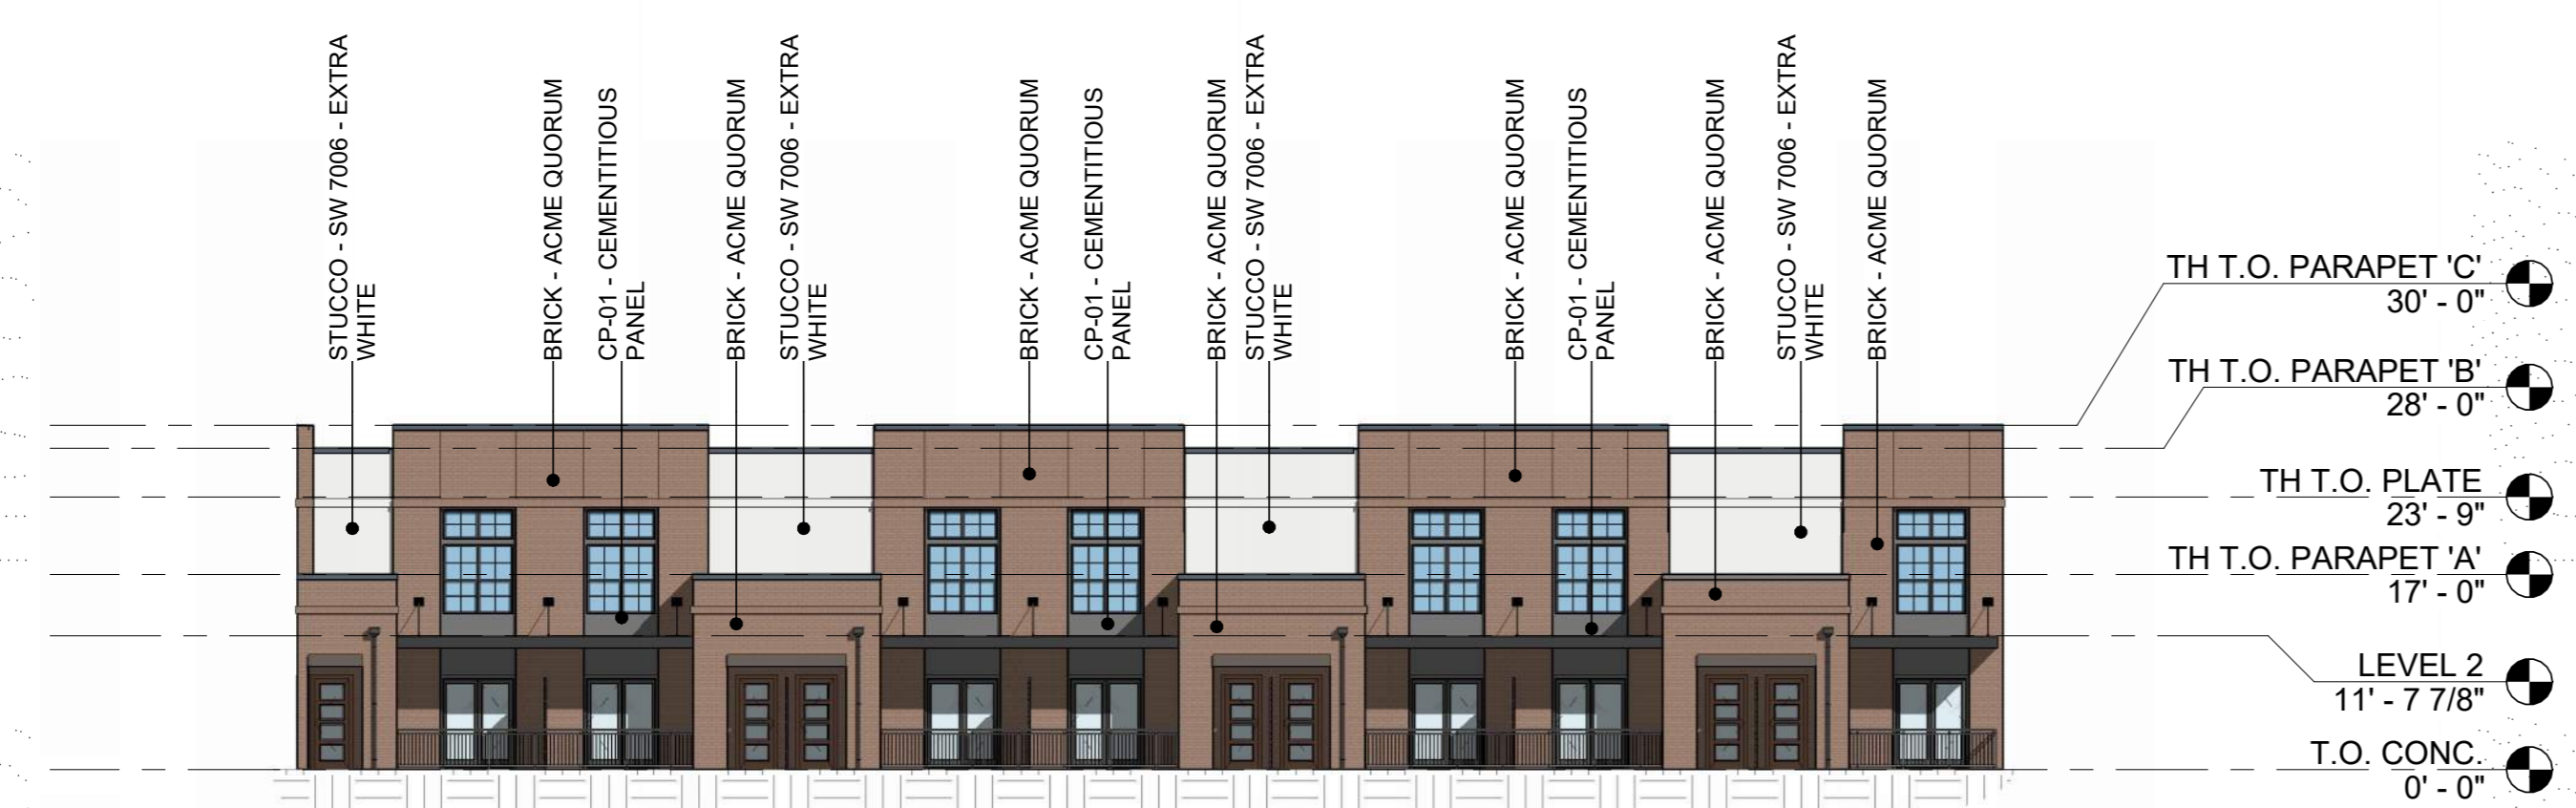 STUCCO - SW 7006 - EXTRA
WHITE
BRICK - ACME QUORUM
CP-01 - CEMENTITIOUS
PANEL
BRICK - ACME QUORUM
STUCCO - SW 7006 - EXTRA
WHITE
BRICK - ACME QUORUM
CP-01 - CEMENTITIOUS
PANEL
BRICK - ACME QUORUM
STUCCO - SW 7006 - EXTRA
WHITE
BRICK - ACME QUORUM
CP-01 - CEMENTITIOUS
PANEL
BRICK - ACME QUORUM
STUCCO - SW 7006 - EXTRA
WHITE
BRICK - ACME QUORUM
TH T.O. PARAPET 'C'
30' - 0"
TH T.O. PARAPET 'B'
28' - 0"
TH T.O. PLATE
23' - 9"
TH T.O. PARAPET 'A'
17' - 0"
LEVEL 2
11' - 7 7/8"
T.O. CONC.
0' - 0"